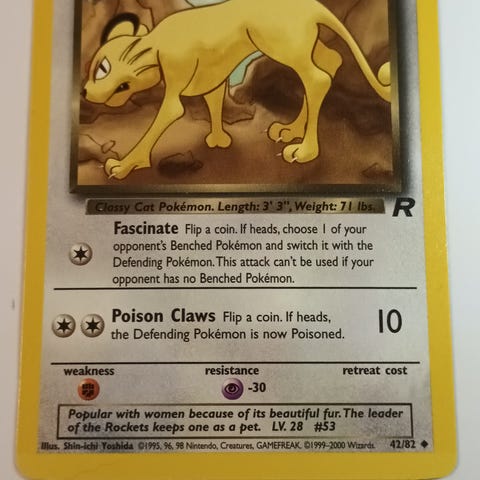 Classy Cat Pokémon. Length: 3' 3", Weight: 71 lbs.
R
Fascinate Flip a coin. If heads, choose 1 of your
opponent's Benched Pokémon and switch it with the
Defending Pokémon. This attack can't be used if your
opponent has no Benched Pokémon.
Poison Claws Flip a coin. If heads,
the Defending Pokémon is now Poisoned.
10
weakness resistance retreat cost
-30
Popular with women because of its beautiful fur. The leader
of the Rockets keeps one as a pet. LV. 28 #53
Illus. Shin-ichi Yoshida ©1995, 96, 98 Nintendo, Creatures, GAMEFREAK. ©1999-2000 Wizards. 42/82